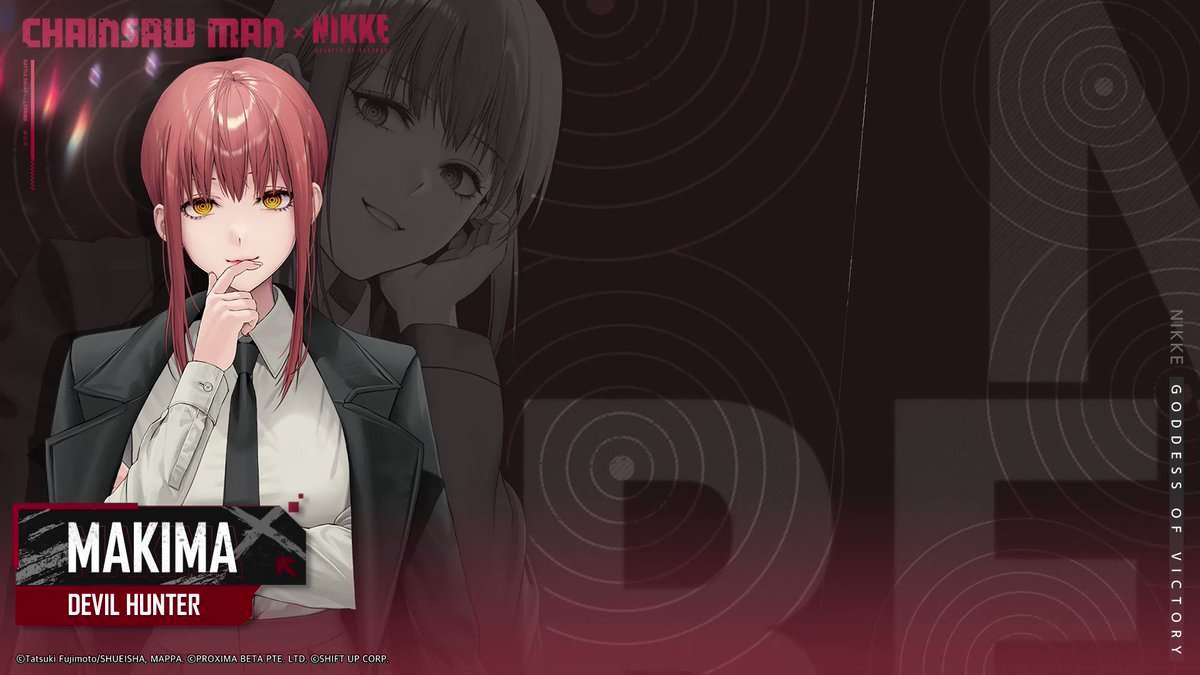 CHAINSAW MAN × NIKKE
MAKIMA
DEVIL HUNTER
©Tatsuki Fujimoto/SHUEISHA, MAPPA. ©PROXIMA BETA PTE. LTD. ©SHIFT UP CORP.
NIKKE GODDESS OF VICTORY